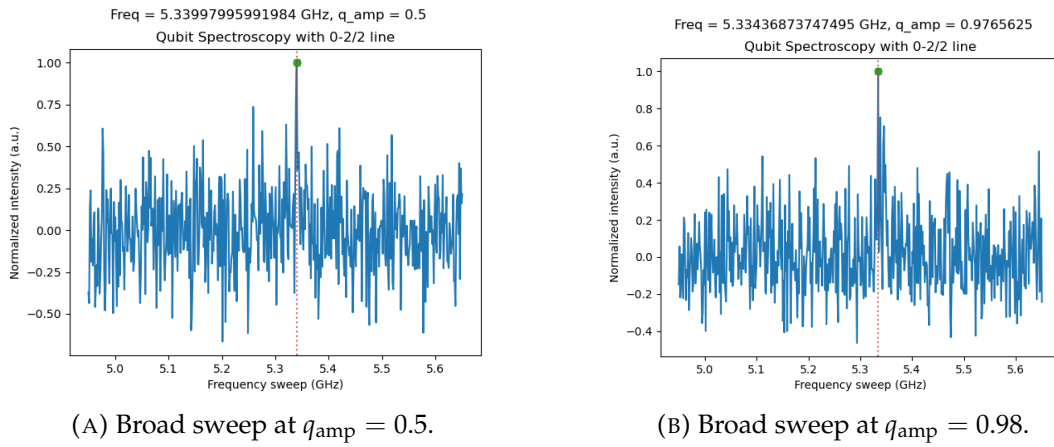 Freq = 5.33997995991984 GHz, q_amp = 0.5
Qubit Spectroscopy with 0-2/2 line
1.00
0.75
0.50
0.25
0.00
−0.25
−0.50
Normalized intensity (a.u.)
5.0 5.1 5.2 5.3 5.4 5.5 5.6
Frequency sweep (GHz)
(A) Broad sweep at q_amp = 0.5.
Freq = 5.33436873747495 GHz, q_amp = 0.9765625
Qubit Spectroscopy with 0-2/2 line
1.0
0.8
0.6
0.4
0.2
0.0
−0.2
−0.4
Normalized intensity (a.u.)
5.0 5.1 5.2 5.3 5.4 5.5 5.6
Frequency sweep (GHz)
(B) Broad sweep at q_amp = 0.98.